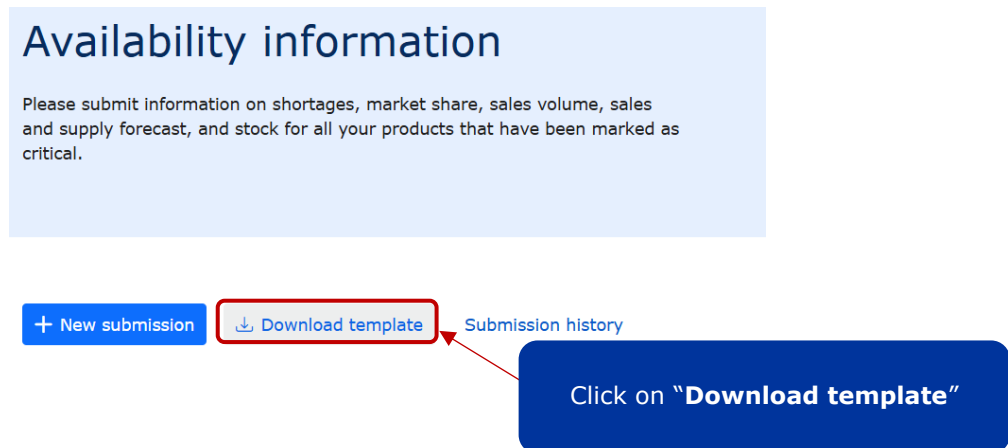 Availability information
Please submit information on shortages, market share, sales volume, sales
and supply forecast, and stock for all your products that have been marked as
critical.
+ New submission Download template Submission history
Click on “Download template”